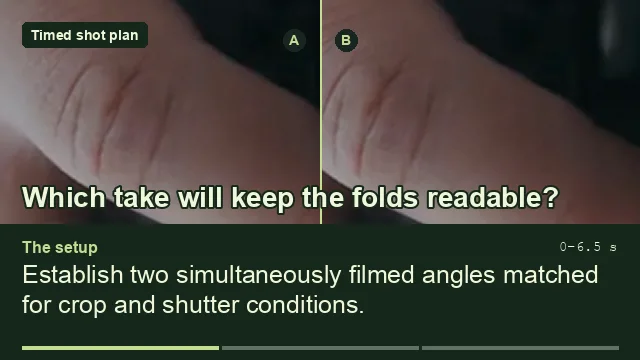 Timed shot plan
A
B
Which take will keep the folds readable?
The setup
0–6.5 s
Establish two simultaneously filmed angles matched
for crop and shutter conditions.